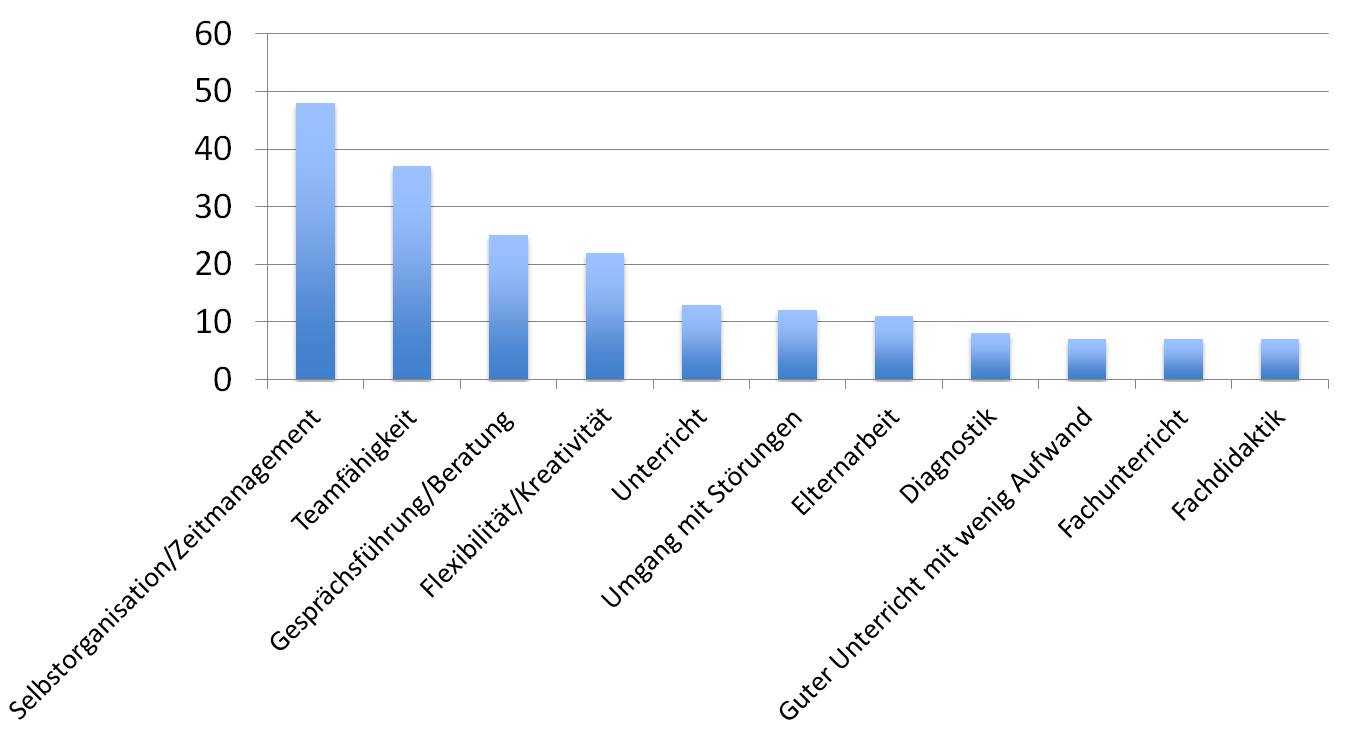 60
50
40
30
20
10
0
Selbstorganisation/Zeitmanagement
Teamfähigkeit
Gesprächsführung/Beratung
Flexibilität/Kreativität
Unterricht
Umgang mit Störungen
Elternarbeit
Diagnostik
Guter Unterricht mit wenig Aufwand
Fachunterricht
Fachdidaktik